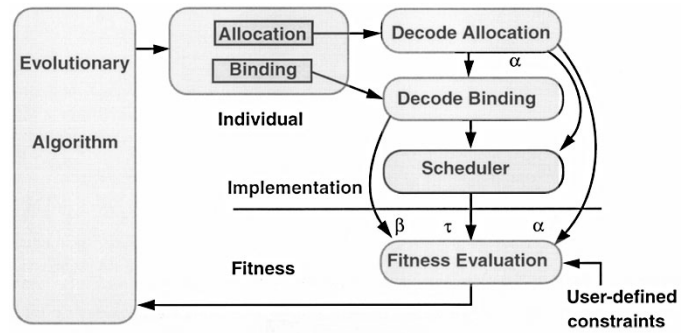 Allocation
Decode Allocation
Evolutionary
Binding
α
Decode Binding
Individual
Algorithm
Scheduler
Implementation
β
τ
α
Fitness
Fitness Evaluation
User-defined
constraints